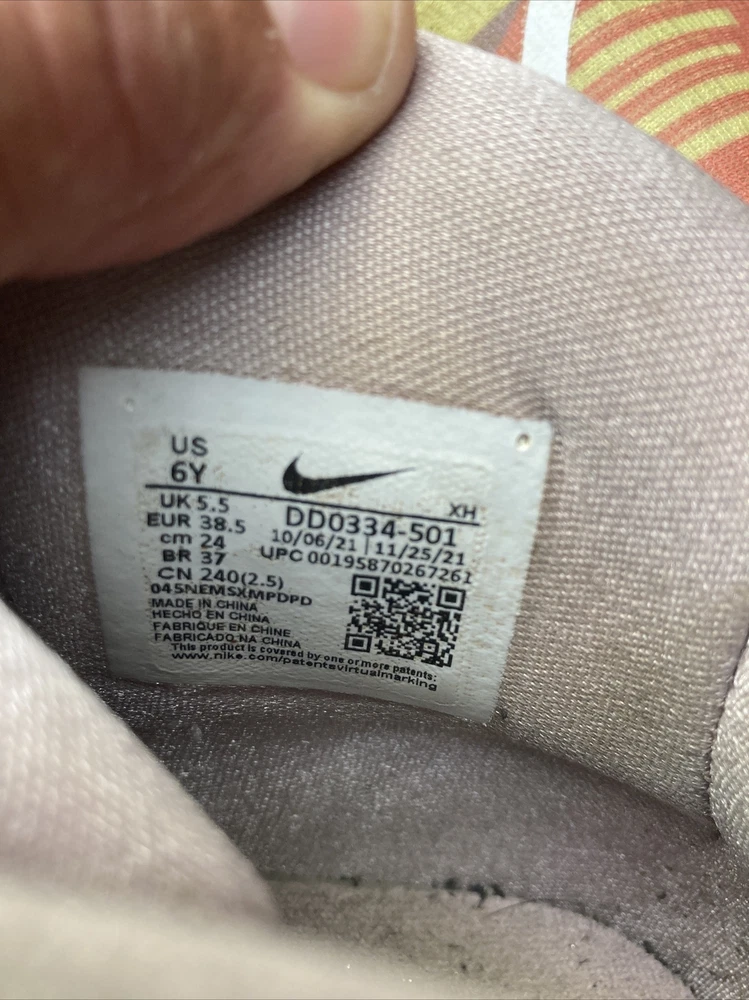 US
6Y
UK 5.5
XH
EUR 38.5
DD0334-501
cm 24
10/06/21 | 11/25/21
BR 37
UPC 00195870267261
CN 240(2.5)
045NEMSXMPDPD
MADE IN CHINA
HECHO EN CHINA
FABRIQUE EN CHINE
FABRICADO NA CHINA
This product is covered by one or more patents:
www.nike.com/patentsvirtualmarking